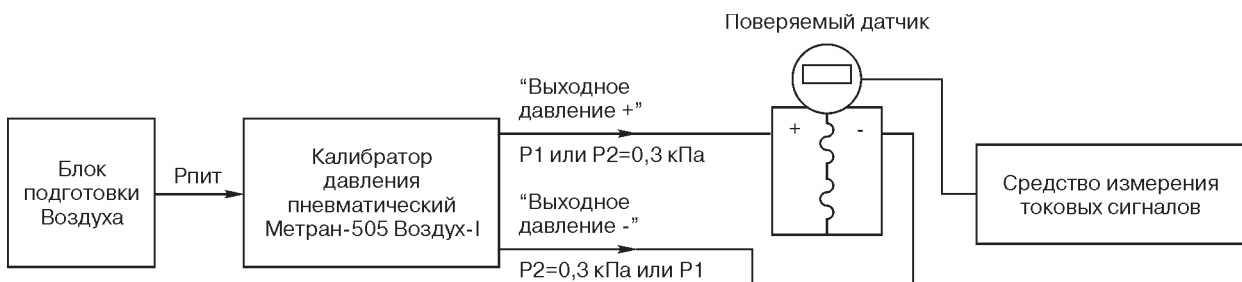 Поверяемый датчик
“Выходное
давление +”
+ -
Блок
подготовки
Воздуха
Рпит
Калибратор
давления
пневматический
Метран-505 Воздух-I
Р1 или Р2=0,3 кПа
“Выходное
давление -”
Р2=0,3 кПа или Р1
Средство измерения
токовых сигналов